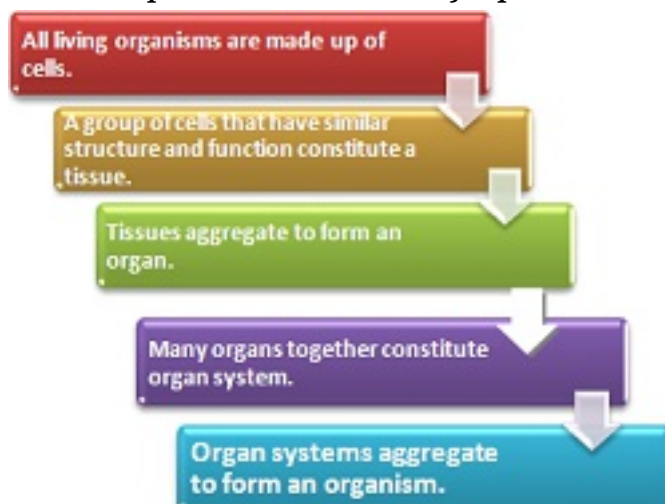 All living organisms are made up of
cells.
A group of cells that have similar
structure and function constitute a
tissue.
Tissues aggregate to form an
organ.
Many organs together constitute
organ system.
Organ systems aggregate
to form an organism.